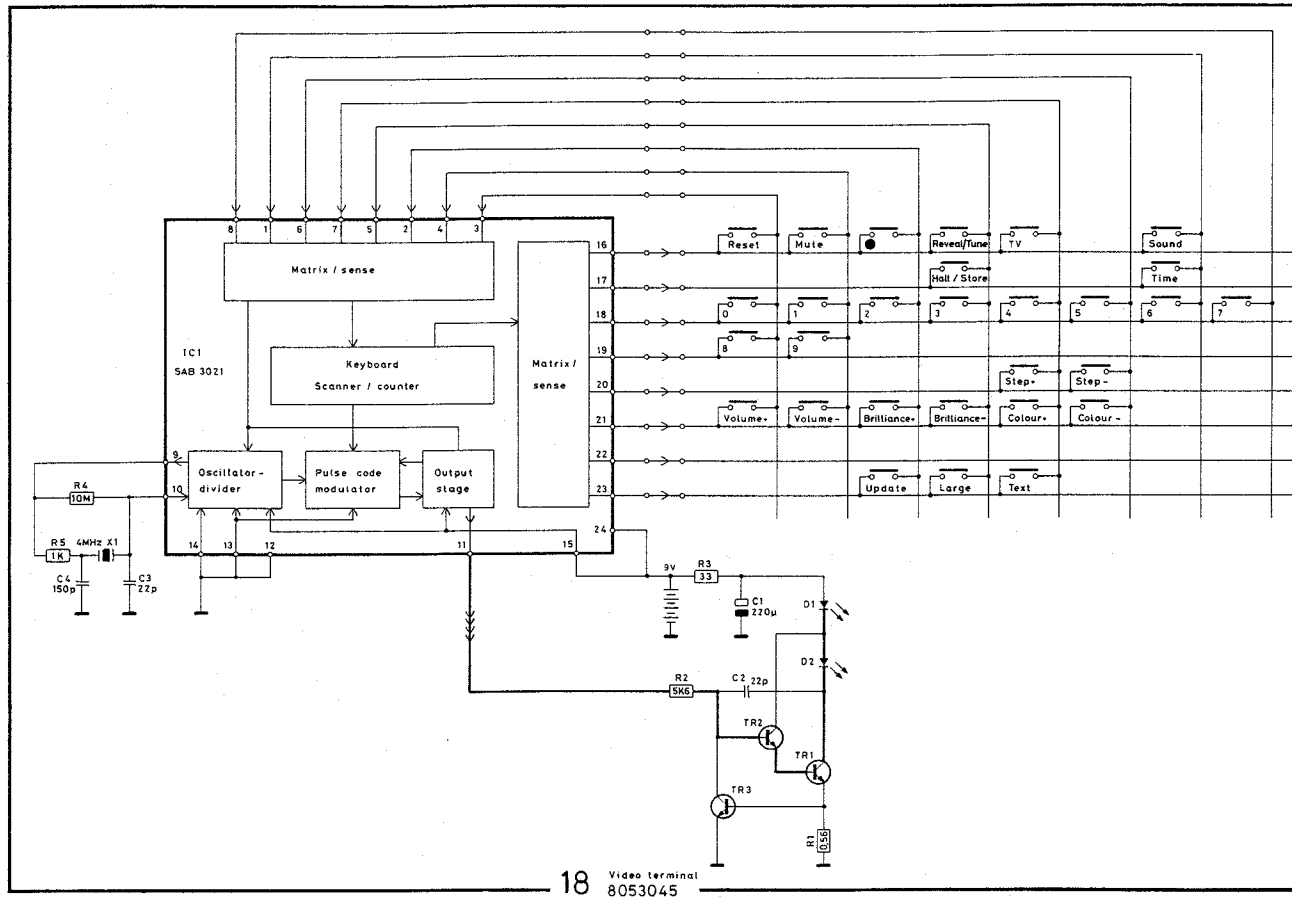 8 1 6 7 5 2 4 3
Matrix / sense
16
Reset Mute Reveal/Tune TV Sound
17
Halt / Store Time
18
0 1 2 3 4 5 6 7
IC1
SAB 3021
Keyboard
Scanner / counter
Matrix /
sense
19
8 9
20
Step+ Step-
21
Volume+ Volume- Brilliance+ Brilliance- Colour+ Colour -
22
9
Oscillator-
divider
Pulse code
modulator
Output
stage
23
Update Large Text
R4
10M
10
24
R5
1K
4MHz X1
14 13 12 11 15
C4
150p
C3
22p
9V
R3
33
C1
220µ
D1
D2
R2
5K6
C2 22p
TR2
TR1
TR3
R1
0,56
18 Video terminal
8053045